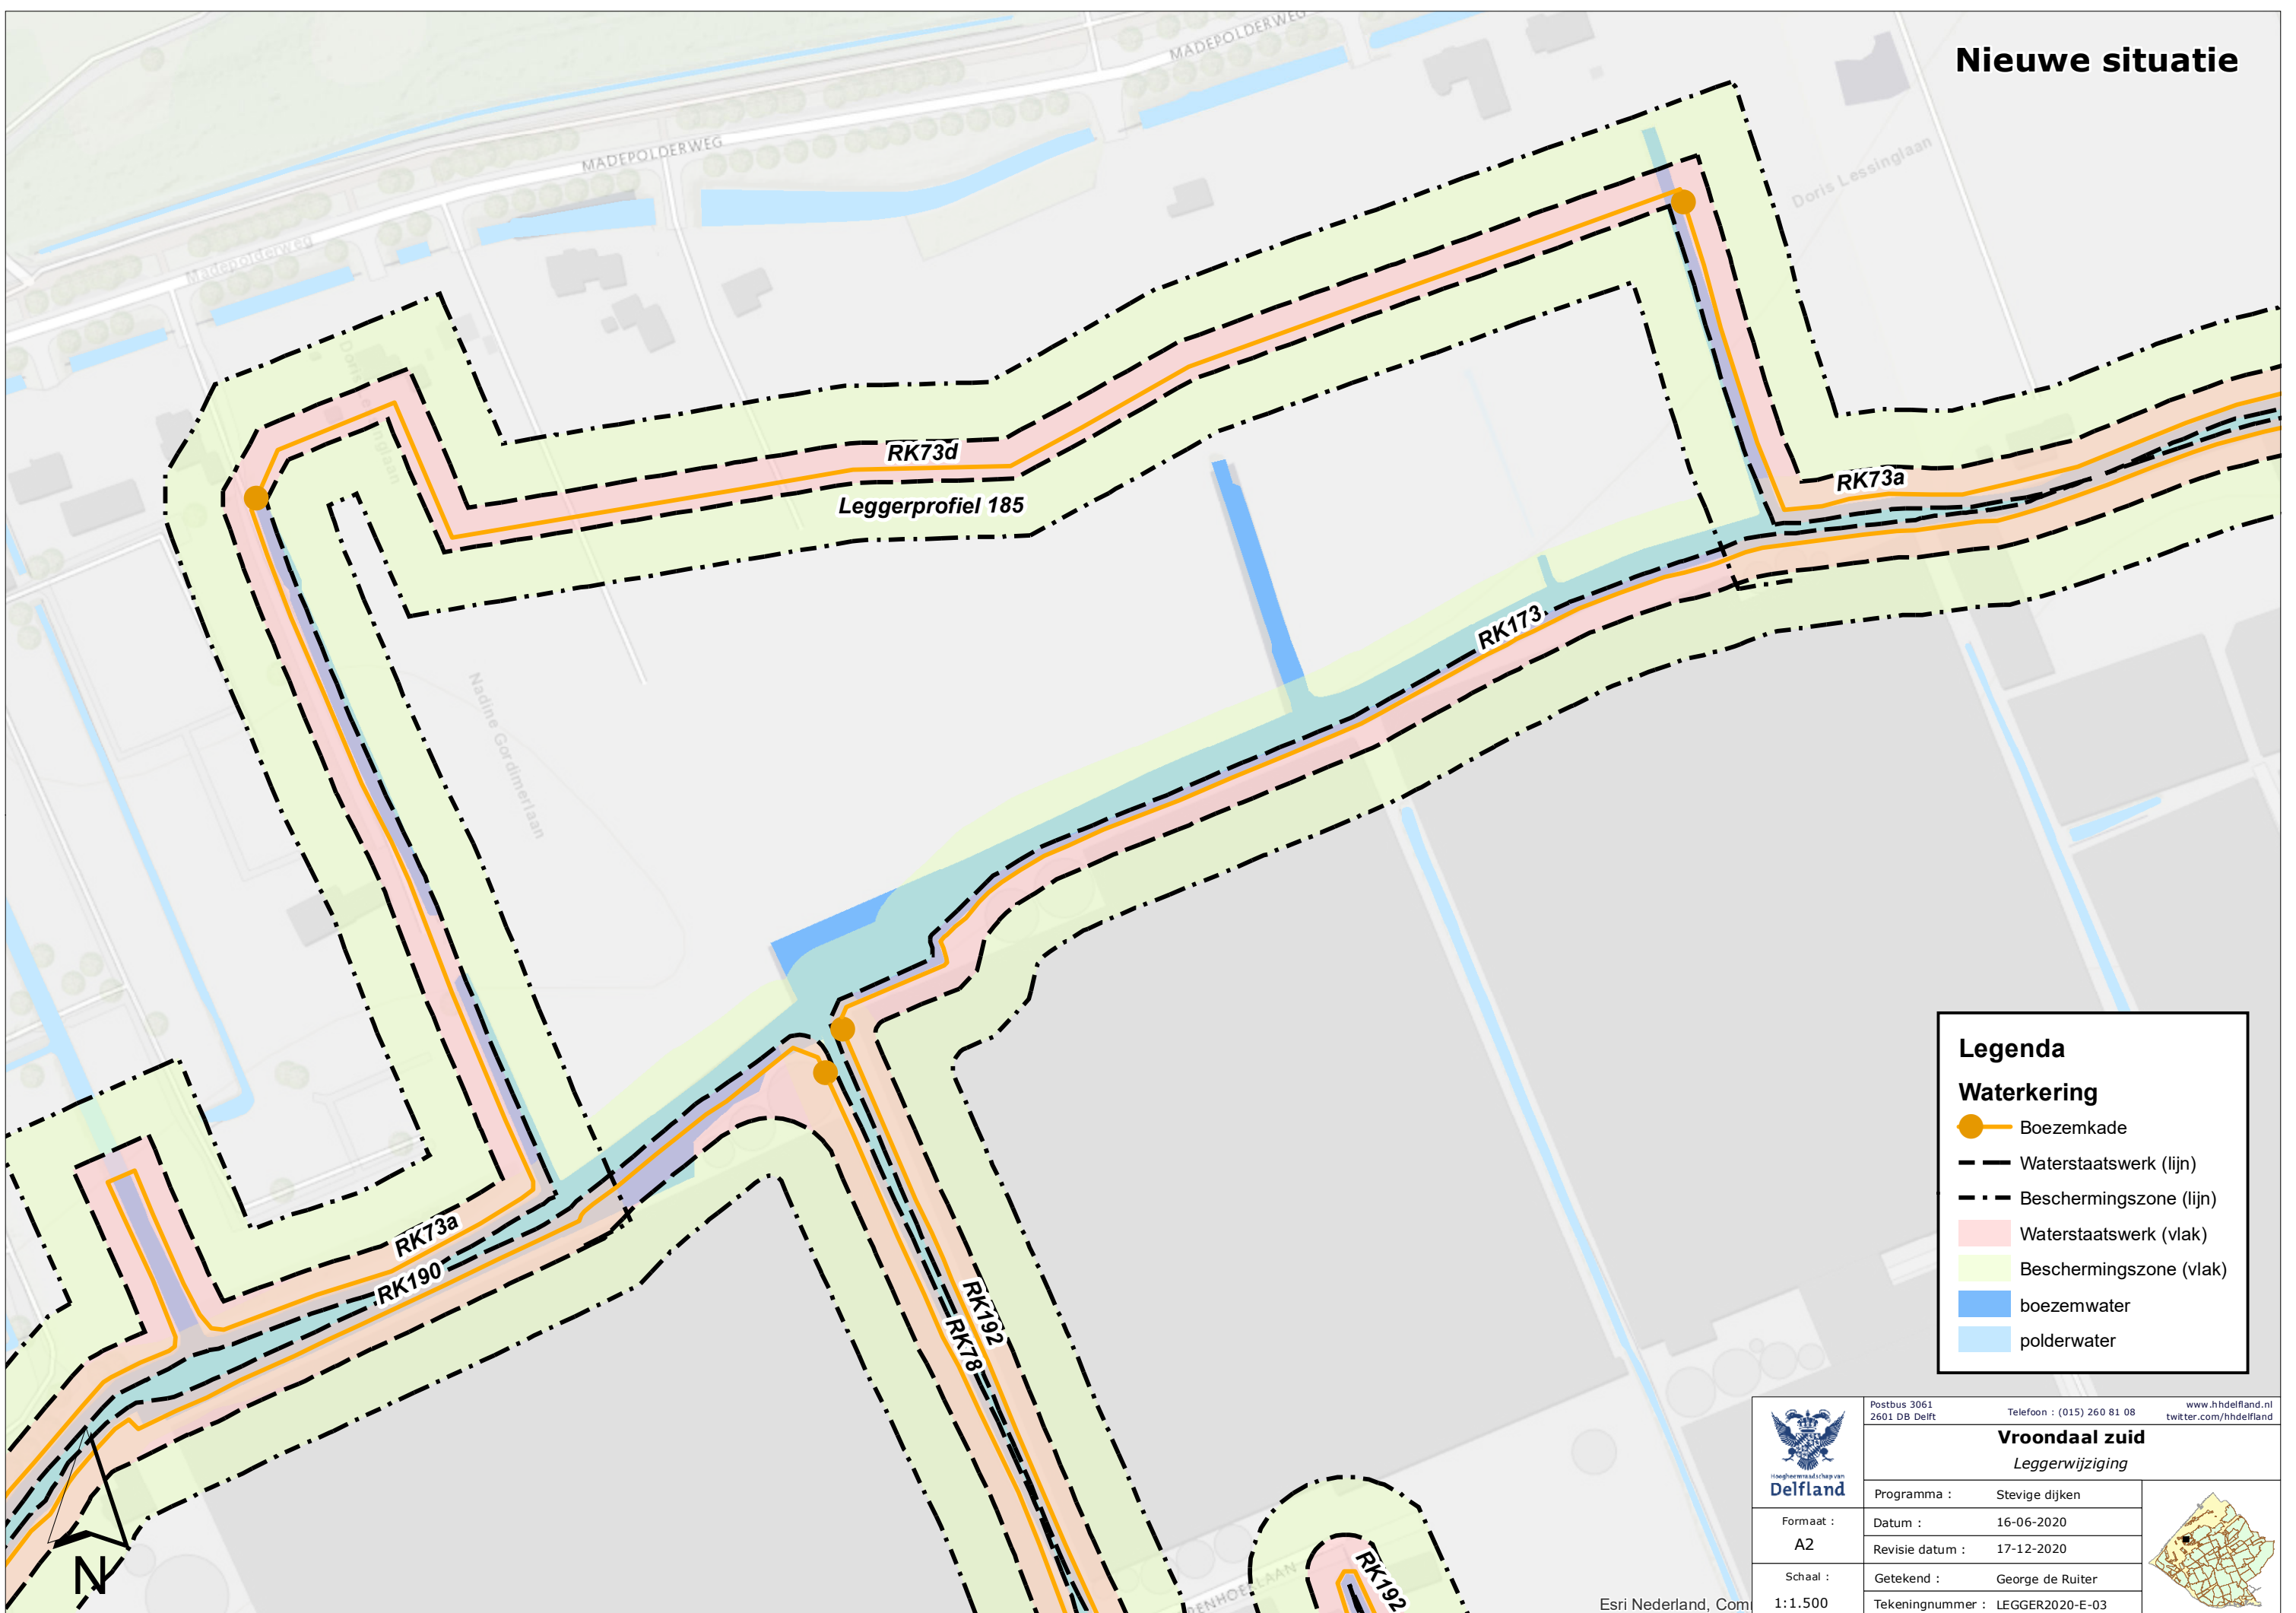 Nieuwe situatie
MADEPOLDERWEG
MADEPOLDERWEG
Madepolderweg
Doris Lessinglaan
RK73d
Leggerprofiel 185
RK73a
RK173
Nadine Gordimerlaan
RK73a
RK190
RK192
RK78
RK192
N
Legenda
Waterkering
Boezemkade
Waterstaatswerk (lijn)
Beschermingszone (lijn)
Waterstaatswerk (vlak)
Beschermingszone (vlak)
boezemwater
polderwater
Esri Nederland, Com
Hoogheemraadschap van
Delfland
Postbus 3061
2601 DB Delft
Telefoon : (015) 260 81 08
www.hhdelfland.nl
twitter.com/hhdelfland
Vroondaal zuid
Leggerwijziging
Programma : Stevige dijken
Formaat :
A2
Datum : 16-06-2020
Revisie datum : 17-12-2020
Schaal :
1:1.500
Getekend : George de Ruiter
Tekeningnummer : LEGGER2020-E-03